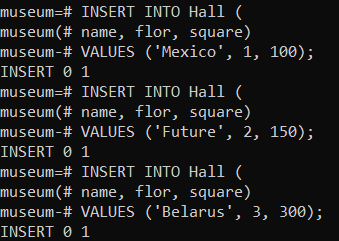 museum=# INSERT INTO Hall (
museum(# name, flor, square)
museum-# VALUES ('Mexico', 1, 100);
INSERT 0 1
museum=# INSERT INTO Hall (
museum(# name, flor, square)
museum-# VALUES ('Future', 2, 150);
INSERT 0 1
museum=# INSERT INTO Hall (
museum(# name, flor, square)
museum-# VALUES ('Belarus', 3, 300);
INSERT 0 1